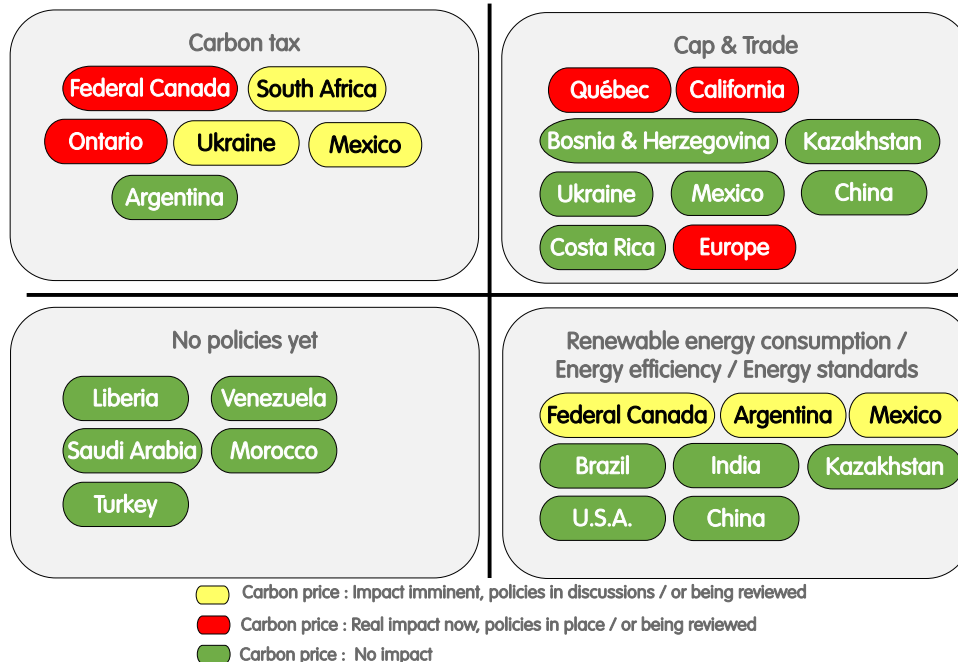 Carbon tax
Federal Canada
South Africa
Ontario
Ukraine
Mexico
Argentina
Cap & Trade
Québec
California
Bosnia & Herzegovina
Kazakhstan
Ukraine
Mexico
China
Costa Rica
Europe
No policies yet
Liberia
Venezuela
Saudi Arabia
Morocco
Turkey
Renewable energy consumption /
Energy efficiency / Energy standards
Federal Canada
Argentina
Mexico
Brazil
India
Kazakhstan
U.S.A.
China
Carbon price : Impact imminent, policies in discussions / or being reviewed
Carbon price : Real impact now, policies in place / or being reviewed
Carbon price : No impact